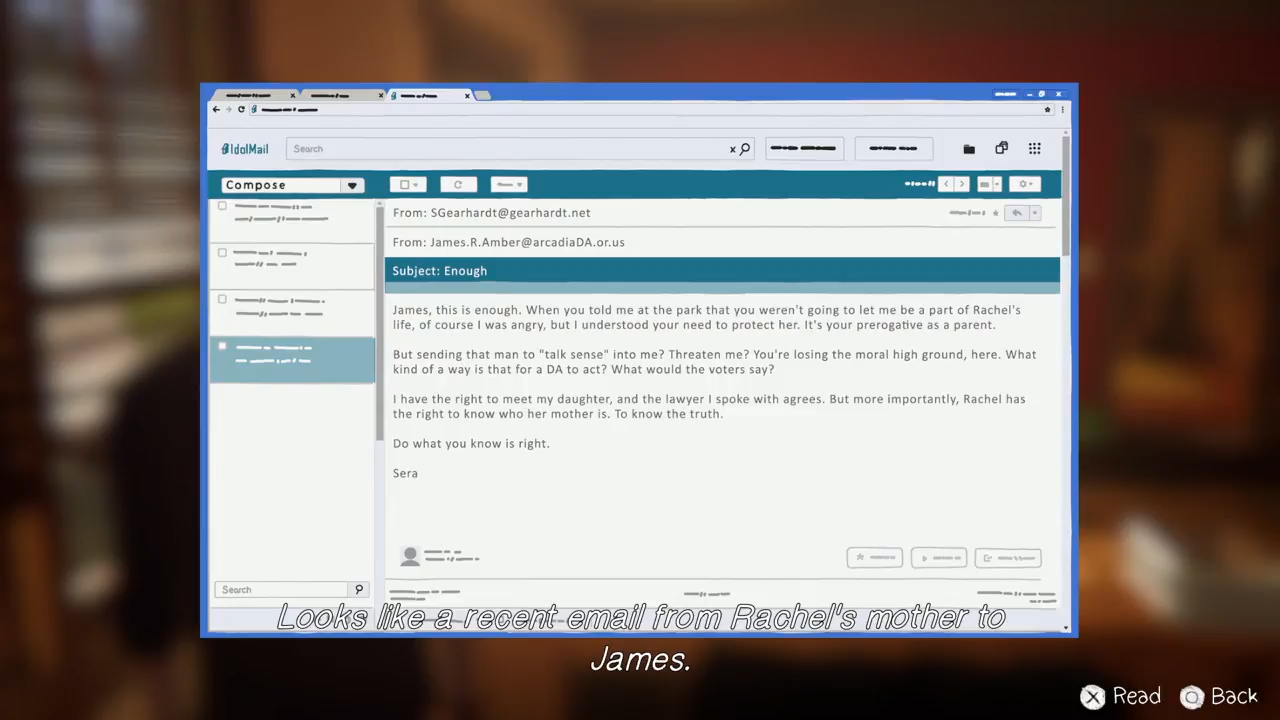 IdolMail
Search
Compose
From: SGearhardt@gearhardt.net
From: James.R.Amber@arcadiaDA.or.us
Subject: Enough
James, this is enough. When you told me at the park that you weren't going to let me be a part of Rachel's
life, of course I was angry, but I understood your need to protect her. It's your prerogative as a parent.
But sending that man to "talk sense" into me? Threaten me? You're losing the moral high ground, here. What
kind of a way is that for a DA to act? What would the voters say?
I have the right to meet my daughter, and the lawyer I spoke with agrees. But more importantly, Rachel has
the right to know who her mother is. To know the truth.
Do what you know is right.
Sera
Search
Looks like a recent email from Rachel's mother to
James.
Read Back